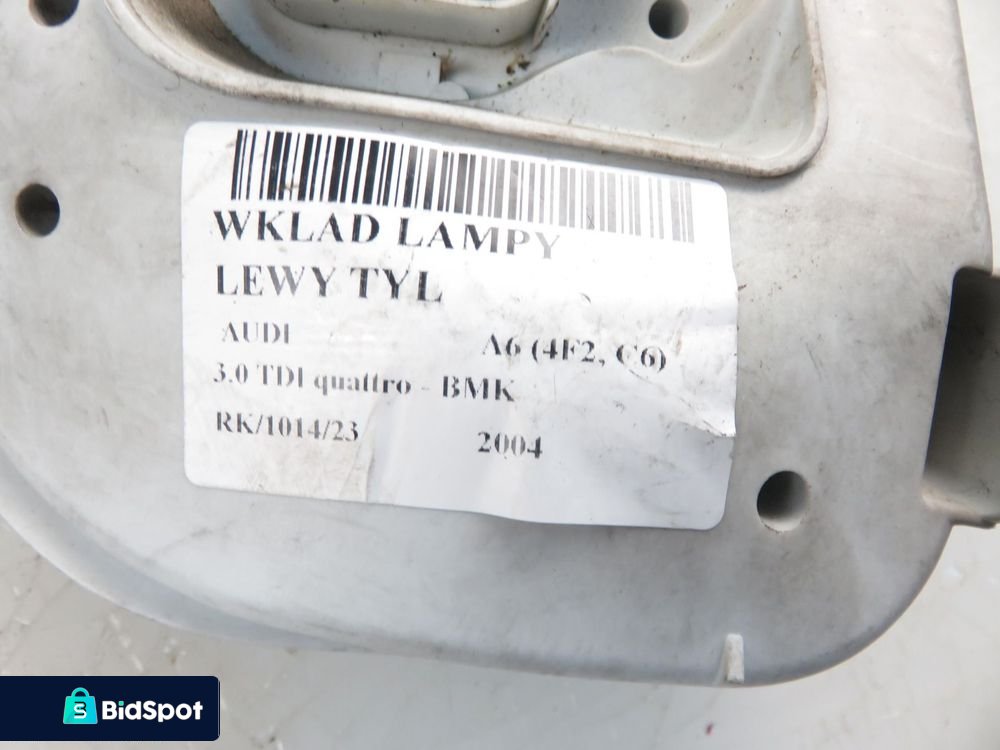 WKLAD LAMPY
LEWY TYL
AUDI A6 (4F2, C6)
3.0 TDI quattro - BMK
RK/1014/23 2004
BidSpot